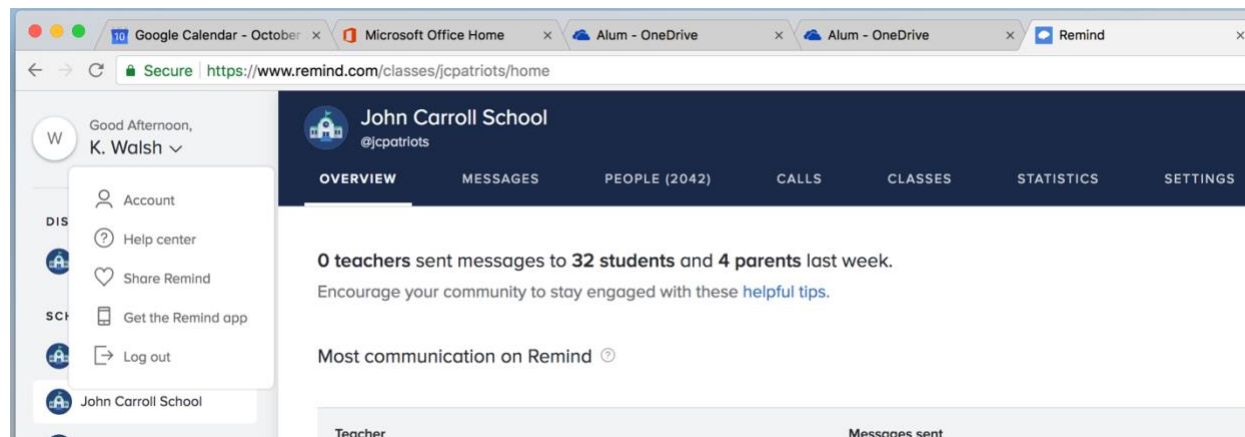 Google Calendar - October
Microsoft Office Home
Alum - OneDrive
Alum - OneDrive
Remind
Secure https://www.remind.com/classes/jcpatriots/home
W
Good Afternoon,
K. Walsh
Account
Help center
Share Remind
Get the Remind app
Log out
DIS
SCH
John Carroll School
John Carroll School
@jcpatriots
OVERVIEW MESSAGES PEOPLE (2042) CALLS CLASSES STATISTICS SETTINGS
0 teachers sent messages to 32 students and 4 parents last week.
Encourage your community to stay engaged with these helpful tips.
Most communication on Remind
Teacher Messages sent